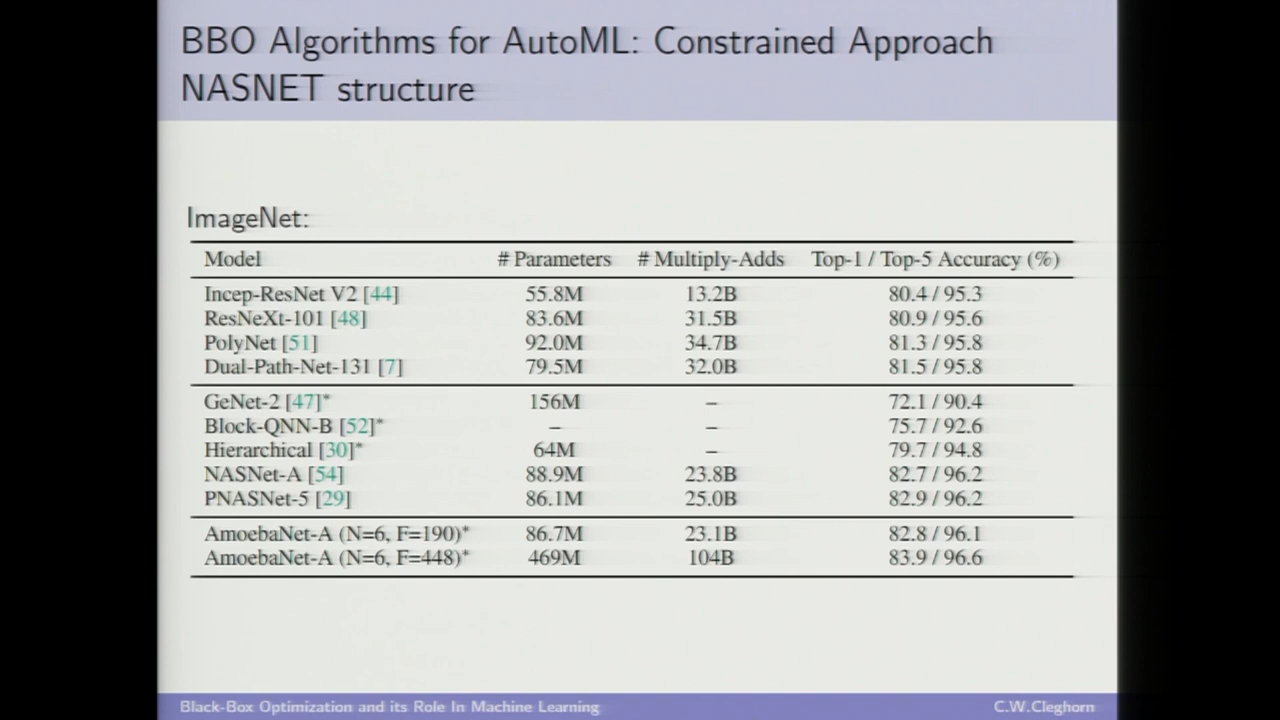 BBO Algorithms for AutoML: Constrained Approach
NASNET structure
ImageNet:
Model # Parameters # Multiply-Adds Top-1 / Top-5 Accuracy (%)
Incep-ResNet V2 [44] 55.8M 13.2B 80.4 / 95.3
ResNeXt-101 [48] 83.6M 31.5B 80.9 / 95.6
PolyNet [51] 92.0M 34.7B 81.3 / 95.8
Dual-Path-Net-131 [7] 79.5M 32.0B 81.5 / 95.8
GeNet-2 [47]* 156M – 72.1 / 90.4
Block-QNN-B [52]* – – 75.7 / 92.6
Hierarchical [30]* 64M – 79.7 / 94.8
NASNet-A [54] 88.9M 23.8B 82.7 / 96.2
PNASNet-5 [29] 86.1M 25.0B 82.9 / 96.2
AmoebaNet-A (N=6, F=190)* 86.7M 23.1B 82.8 / 96.1
AmoebaNet-A (N=6, F=448)* 469M 104B 83.9 / 96.6
Black-Box Optimization and its Role In Machine Learning C.W.Cleghorn